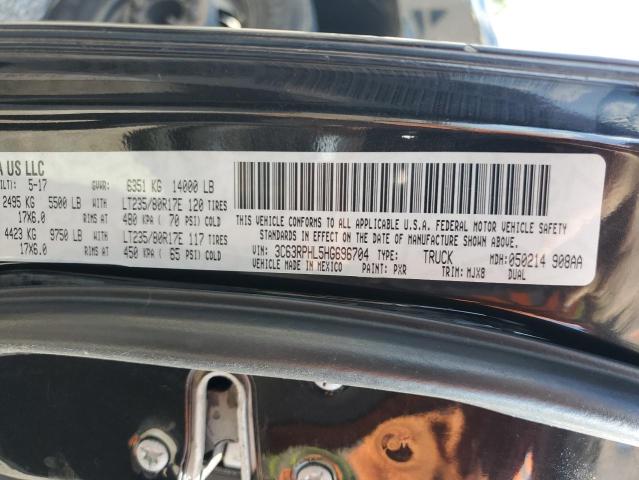 A US LLC
ILT): 5-17 GVWR: 6351 KG 14000 LB
2495 KG 5500 LB WITH LT235/80R17E 120 TIRES
17X6.0 RIMS AT 480 KPA ( 70 PSI) COLD
4423 KG 9750 LB WITH LT235/80R17E 117 TIRES
17X6.0 RIMS AT 450 KPA ( 65 PSI) COLD
THIS VEHICLE CONFORMS TO ALL APPLICABLE U.S.A. FEDERAL MOTOR VEHICLE SAFETY
STANDARDS IN EFFECT ON THE DATE OF MANUFACTURE SHOWN ABOVE.
VIN: 3C63RPHL5HG696704 TYPE: TRUCK MDH: 050214 908AA
VEHICLE MADE IN MEXICO PAINT: PXR TRIM: MJX8 DUAL